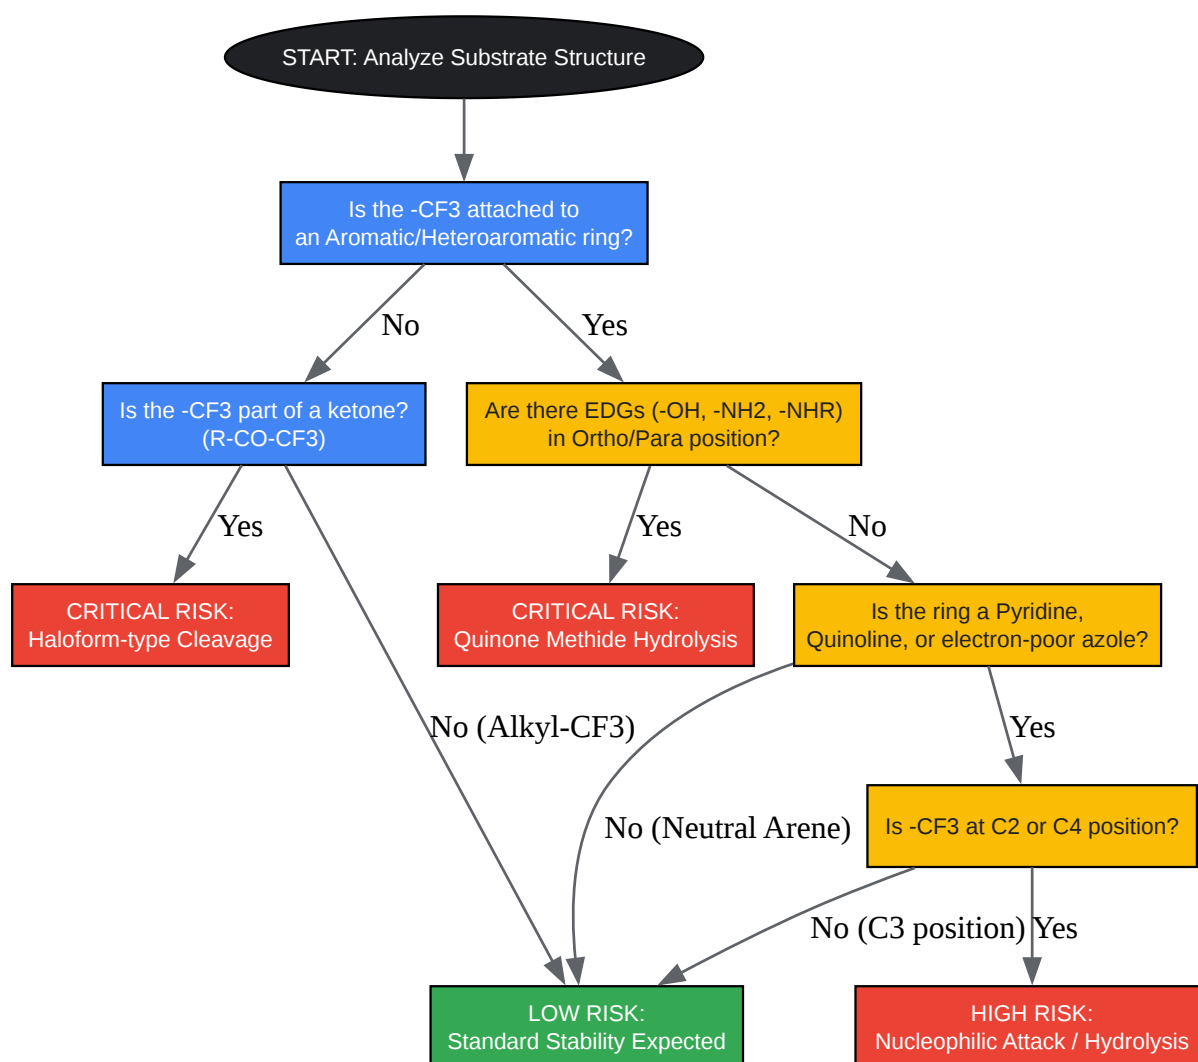 START: Analyze Substrate Structure
Is the -CF3 attached to
an Aromatic/Heteroaromatic ring?
No
Yes
Is the -CF3 part of a ketone?
(R-CO-CF3)
Are there EDGs (-OH, -NH2, -NHR)
in Ortho/Para position?
Yes
Yes
No
CRITICAL RISK:
Haloform-type Cleavage
CRITICAL RISK:
Quinone Methide Hydrolysis
Is the ring a Pyridine,
Quinoline, or electron-poor azole?
No (Alkyl-CF3)
Yes
No (Neutral Arene)
Is -CF3 at C2 or C4 position?
No (C3 position)
Yes
LOW RISK:
Standard Stability Expected
HIGH RISK:
Nucleophilic Attack / Hydrolysis